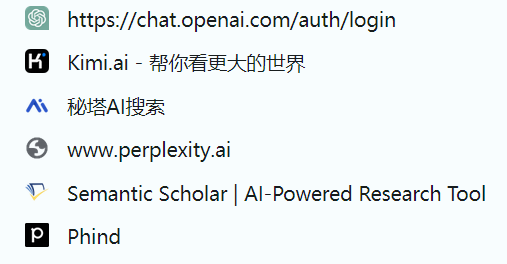 https://chat.openai.com/auth/login
Kimi.ai - 帮你看更大的世界
秘塔AI搜索
www.perplexity.ai
Semantic Scholar | AI-Powered Research Tool
Phind